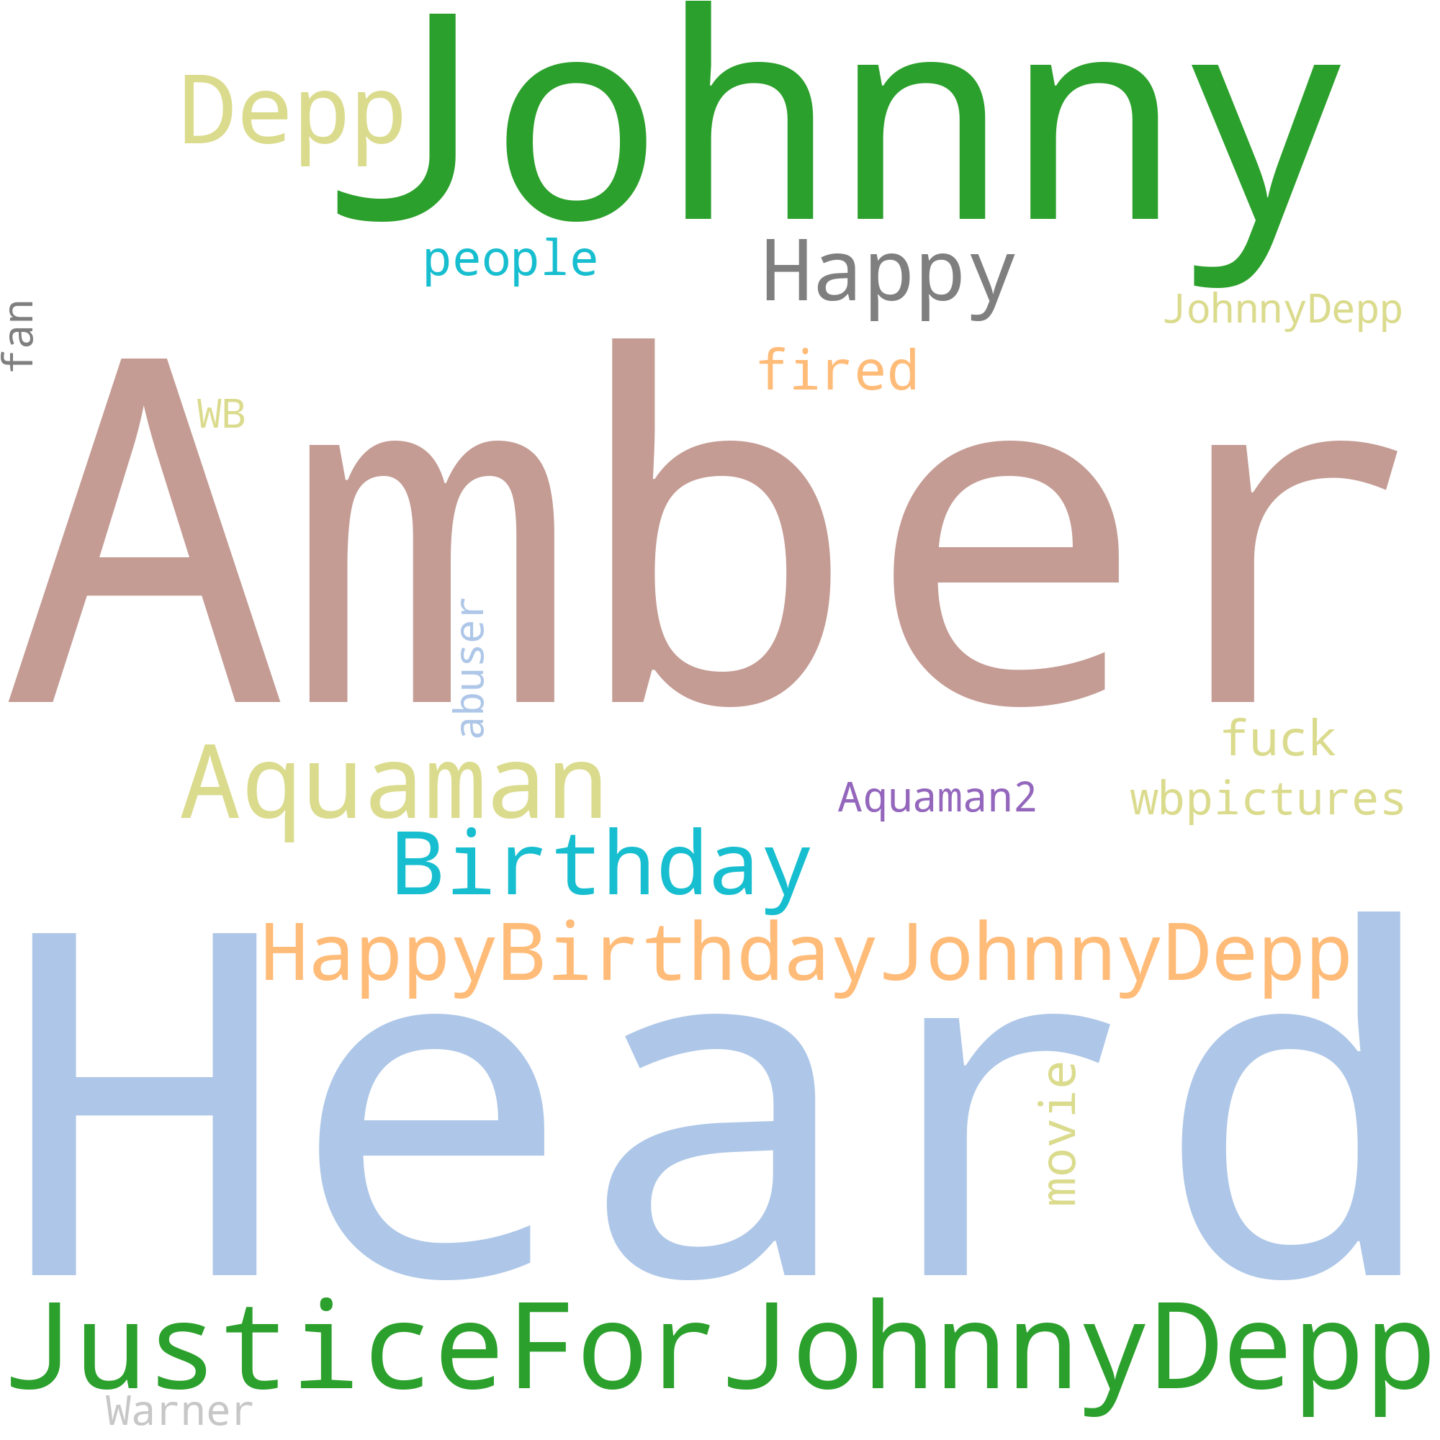 Johnny
Depp
people
Happy
JohnnyDepp
fan
fired
WB
Amber
abuser
fuck
Aquaman
Aquaman2
wbpictures
Birthday
HappyBirthdayJohnnyDepp
Heard
movie
JusticeForJohnnyDepp
Warner